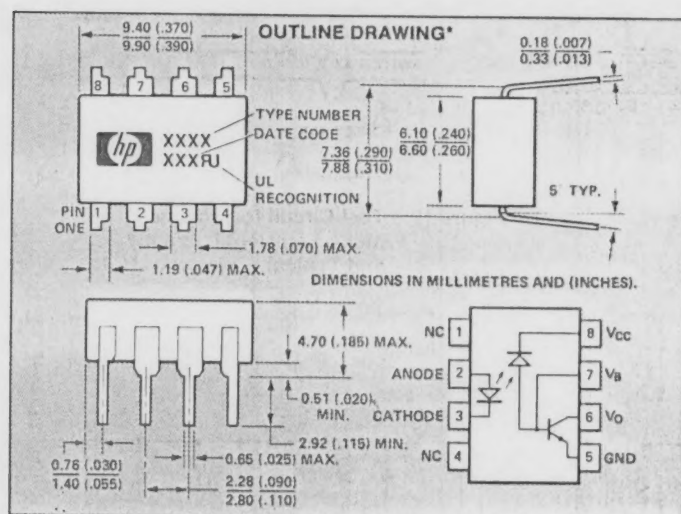 OUTLINE DRAWING*
9.40 (.370)
9.90 (.390)
8 7 6 5
hp
XXXX
XXXFU
TYPE NUMBER
DATE CODE
UL
RECOGNITION
PIN
ONE
1 2 3 4
1.78 (.070) MAX.
1.19 (.047) MAX.
7.36 (.290)
7.88 (.310)
6.10 (.240)
6.60 (.260)
0.18 (.007)
0.33 (.013)
5° TYP.
DIMENSIONS IN MILLIMETRES AND (INCHES).
4.70 (.185) MAX.
0.51 (.020)
MIN.
2.92 (.115) MIN.
0.65 (.025) MAX.
0.76 (.030)
1.40 (.055)
2.28 (.090)
2.80 (.110)
NC 1
ANODE 2
CATHODE 3
NC 4
8 VCC
7 VB
6 VO
5 GND